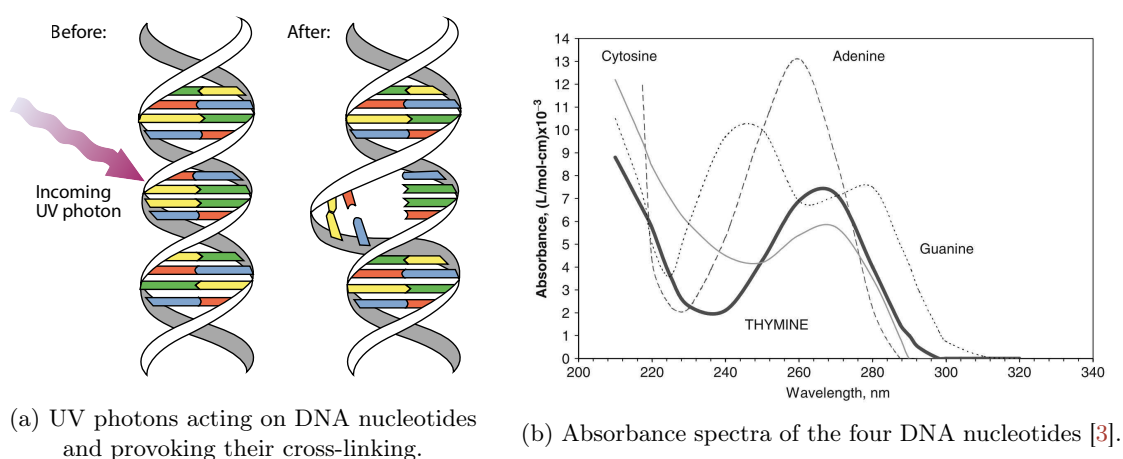 Before:
After:
Incoming
UV photon
(a) UV photons acting on DNA nucleotides
and provoking their cross-linking.
14
13
12
11
10
9
8
7
6
5
4
3
2
1
0
Absorbance, (L/mol-cm)x10⁻³
Cytosine
Adenine
Guanine
THYMINE
200
220
240
260
280
300
320
340
Wavelength, nm
(b) Absorbance spectra of the four DNA nucleotides [3].